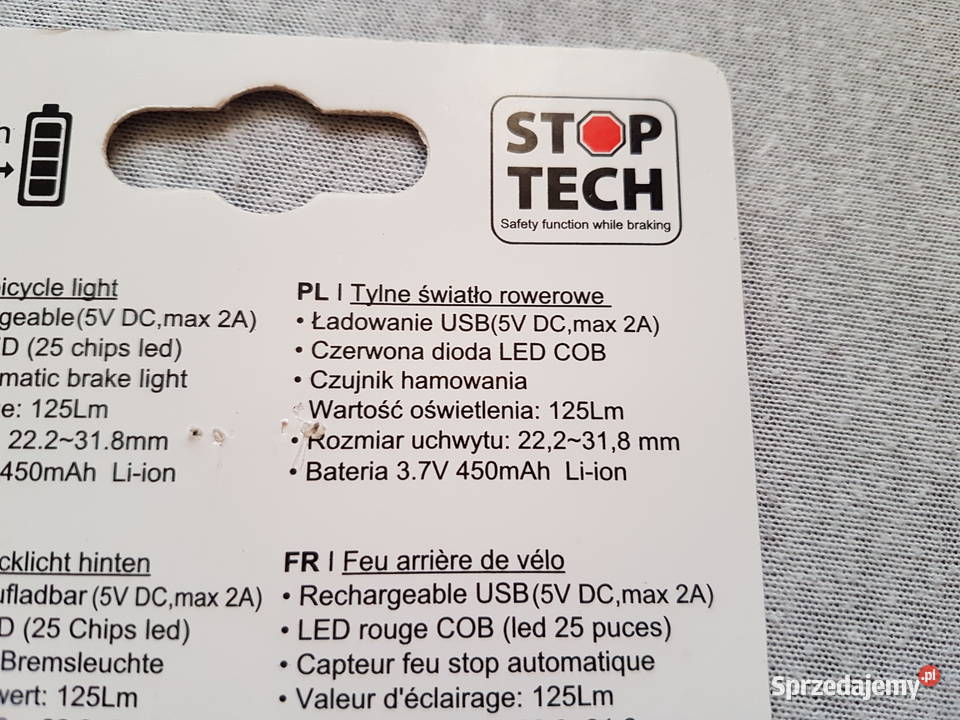 STOP
TECH
Safety function while braking
bicycle light
geable(5V DC,max 2A)
D (25 chips led)
matic brake light
e: 125Lm
22.2~31.8mm
450mAh Li-ion
PL | Tylne światło rowerowe
• Ładowanie USB(5V DC,max 2A)
• Czerwona dioda LED COB
• Czujnik hamowania
Wartość oświetlenia: 125Lm
• Rozmiar uchwytu: 22,2~31,8 mm
• Bateria 3.7V 450mAh Li-ion
cklicht hinten
ufladbar (5V DC,max 2A)
D (25 Chips led)
Bremsleuchte
wert: 125Lm
FR | Feu arrière de vélo
• Rechargeable USB(5V DC,max 2A)
• LED rouge COB (led 25 puces)
• Capteur feu stop automatique
• Valeur d'éclairage: 125Lm
Sprzedajemy.pl